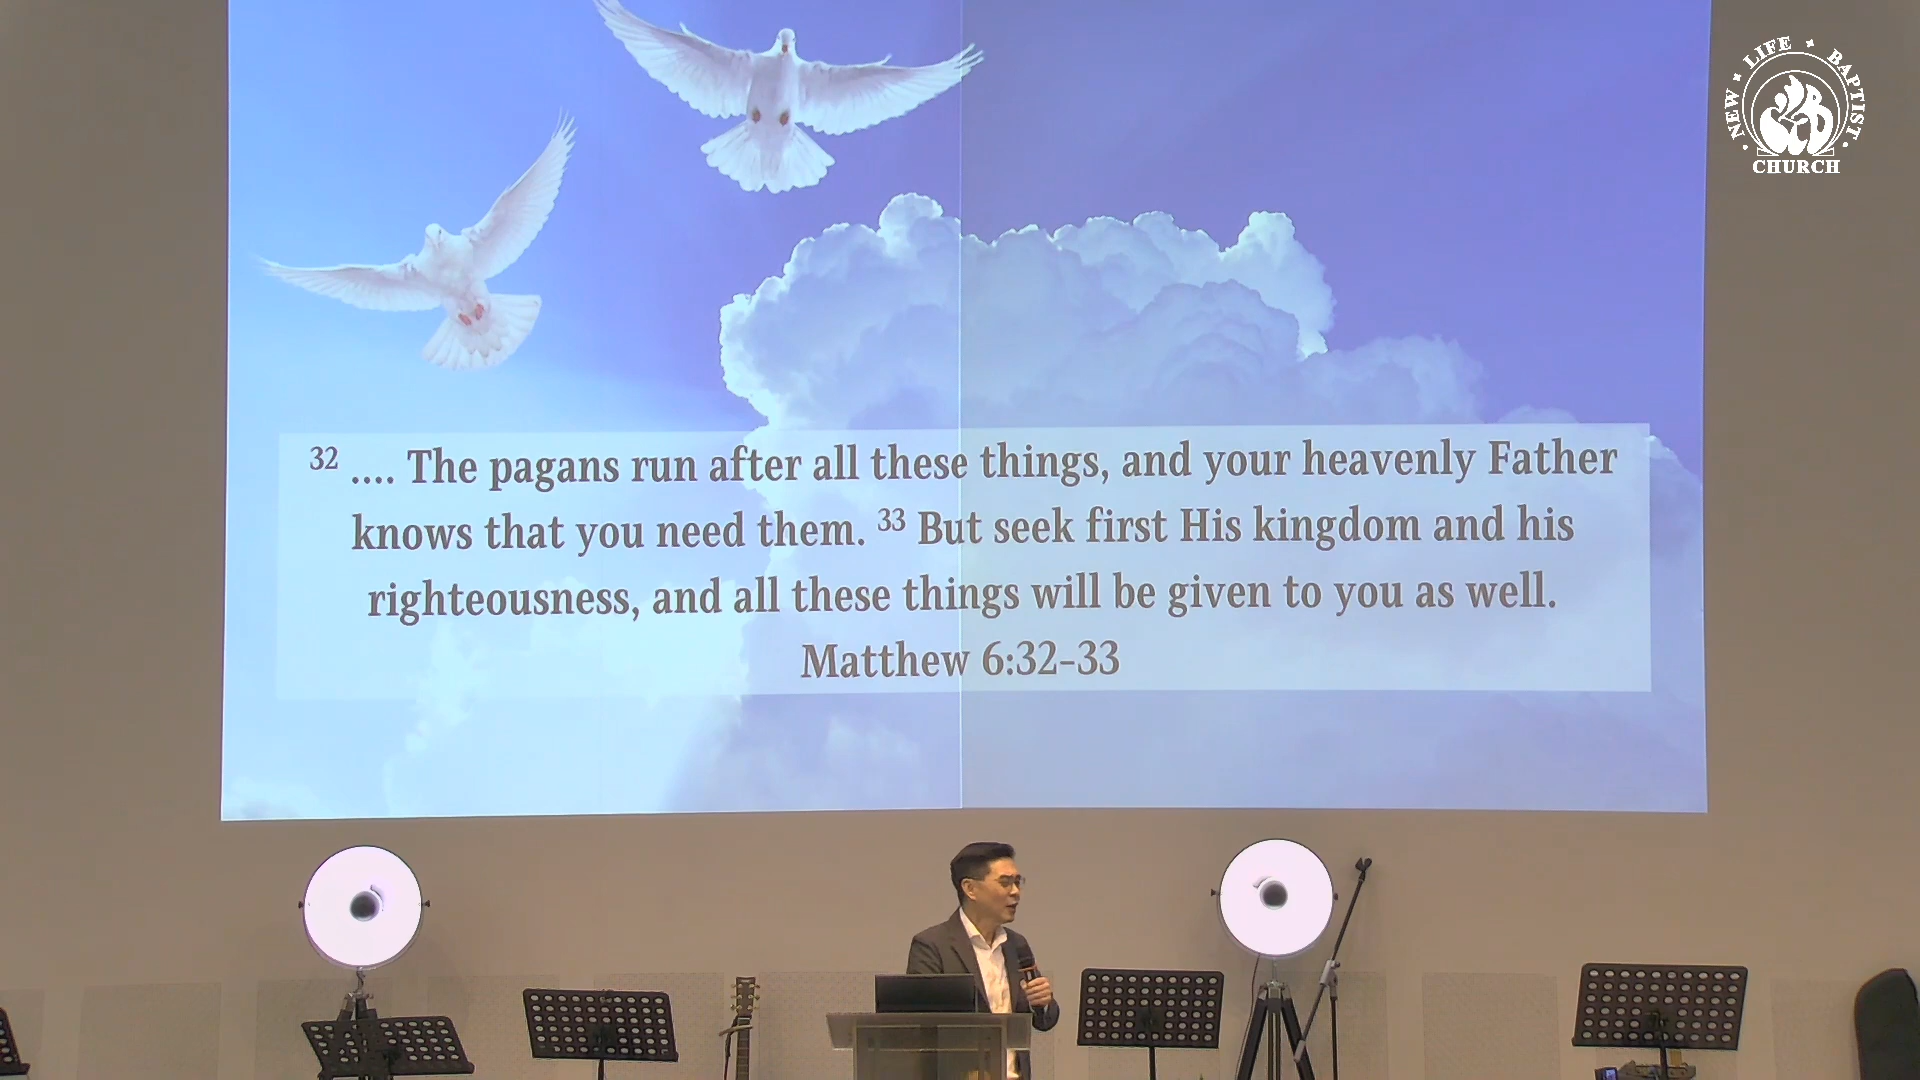 NEW • LIFE • BAPTIST
CHURCH
32 .... The pagans run after all these things, and your heavenly Father
knows that you need them. 33 But seek first His kingdom and his
righteousness, and all these things will be given to you as well.
Matthew 6:32-33